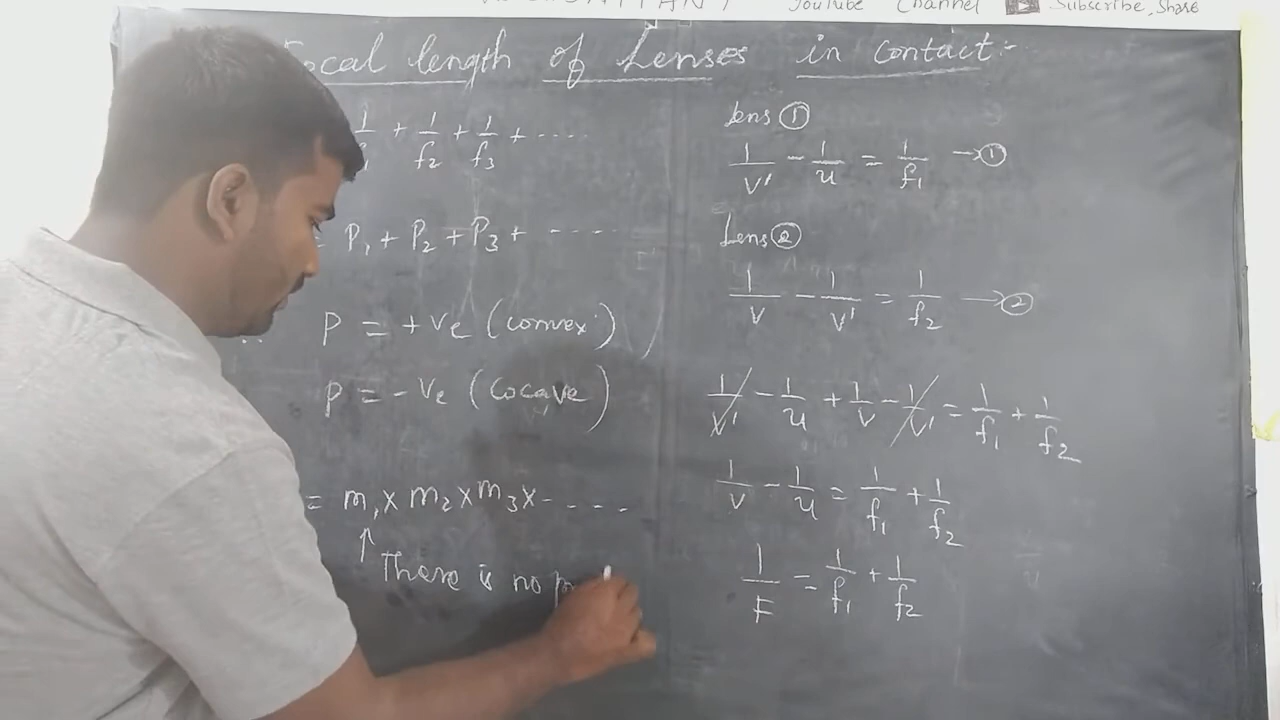 YouTube Channel Subscribe, Share
Focal length of Lenses in contact:-
1/f1 + 1/f2 + 1/f3 + ....
= P1 + P2 + P3 + .....
P = +ve (convex)
P = -ve (cocave)
= m1 x m2 x m3 x - ...
↑
There is no
Lens ①
1/v' - 1/u = 1/f1 → ①
Lens ②
1/v - 1/v' = 1/f2 → ②
1/v' - 1/u + 1/v - 1/v' = 1/f1 + 1/f2
1/v - 1/u = 1/f1 + 1/f2
1/F = 1/f1 + 1/f2